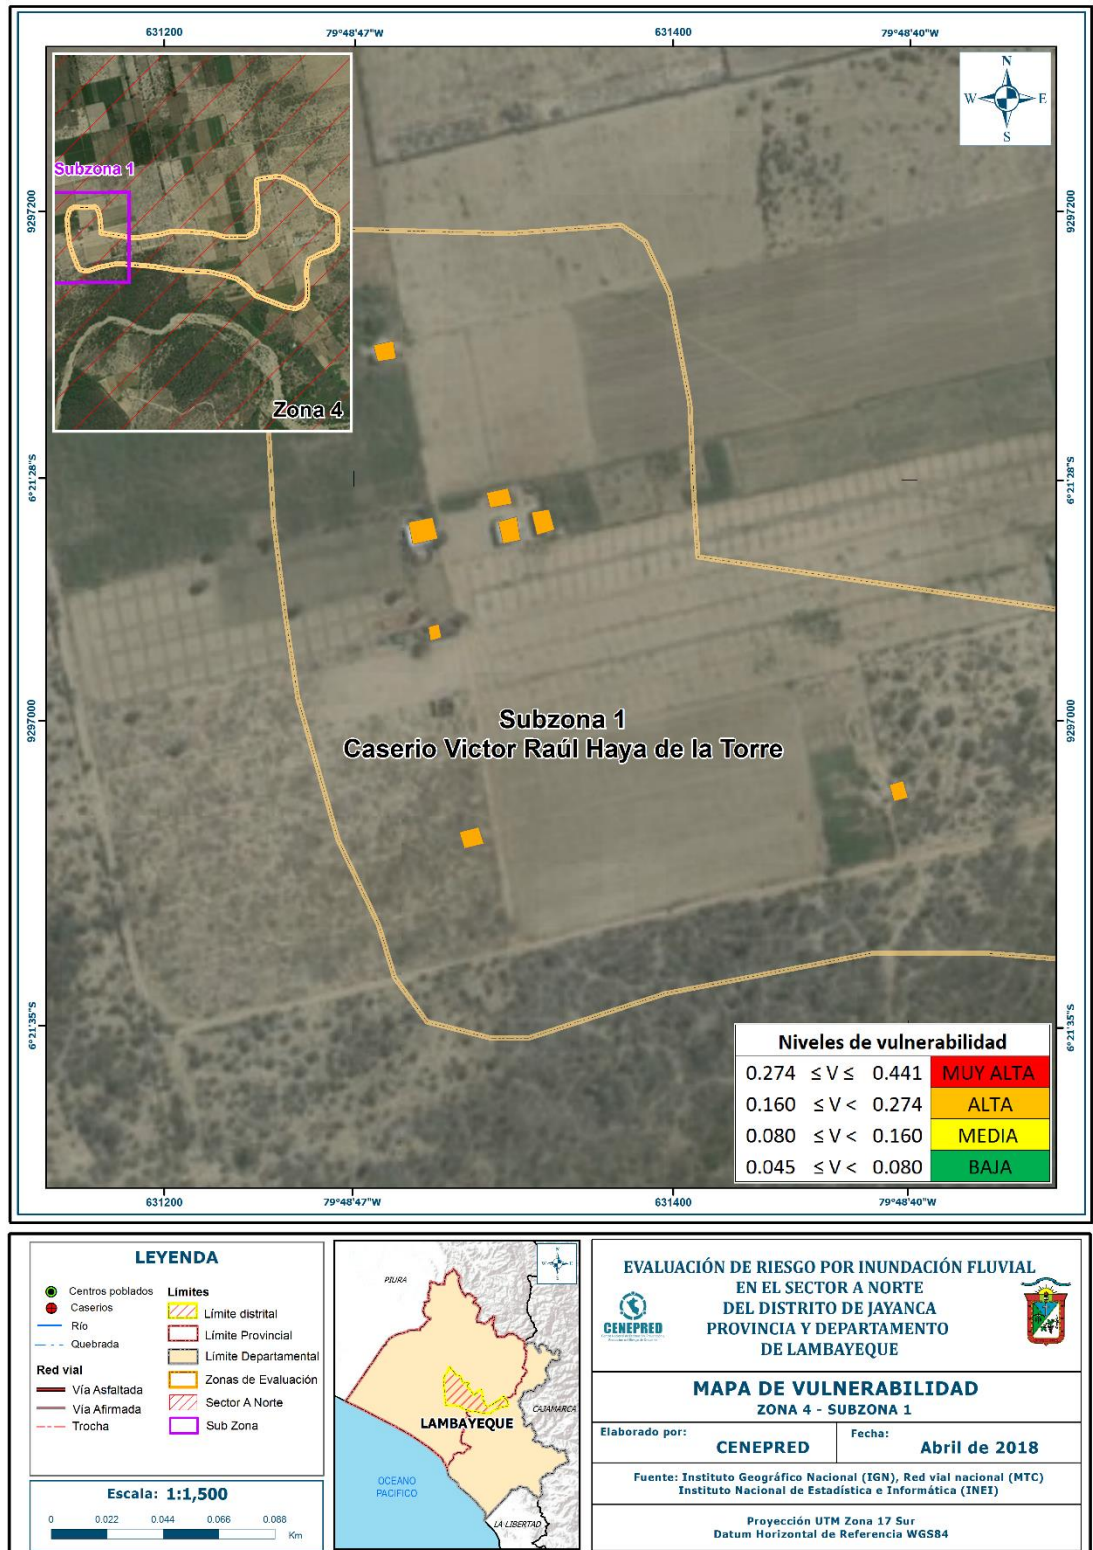 631200
79°48'47"W
631400
79°48'40"W
Subzona 1
Zona 4
N
W
E
S
9297200
9297200
6°21'28"S
6°21'28"S
9297000
9297000
6°21'35"S
6°21'35"S
Subzona 1
Caserio Victor Raúl Haya de la Torre
Niveles de vulnerabilidad
0.274 ≤ V ≤ 0.441 MUY ALTA
0.160 ≤ V < 0.274 ALTA
0.080 ≤ V < 0.160 MEDIA
0.045 ≤ V < 0.080 BAJA
631200
79°48'47"W
631400
79°48'40"W
LEYENDA
Centros poblados
Caserios
Río
Quebrada
Red vial
Vía Asfaltada
Vía Afirmada
Trocha
Límites
Límite distrital
Límite Provincial
Límite Departamental
Zonas de Evaluación
Sector A Norte
Sub Zona
Escala: 1:1,500
0 0.022 0.044 0.066 0.088
Km
PIURA
CAJAMARCA
LAMBAYEQUE
OCEANO
PACIFICO
LA LIBERTAD
EVALUACIÓN DE RIESGO POR INUNDACIÓN FLUVIAL
EN EL SECTOR A NORTE
DEL DISTRITO DE JAYANCA
PROVINCIA Y DEPARTAMENTO
DE LAMBAYEQUE
CENEPRED
MAPA DE VULNERABILIDAD
ZONA 4 - SUBZONA 1
Elaborado por:
CENEPRED
Fecha:
Abril de 2018
Fuente: Instituto Geográfico Nacional (IGN), Red vial nacional (MTC)
Instituto Nacional de Estadística e Informática (INEI)
Proyección UTM Zona 17 Sur
Datum Horizontal de Referencia WGS84